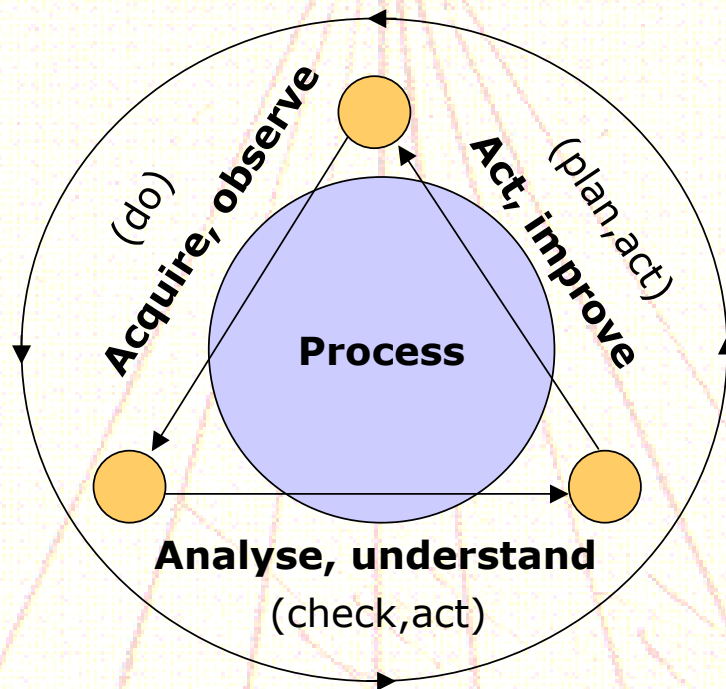 (do)
Acquire, observe
Act, improve
(plan,act)
Process
Analyse, understand
(check,act)